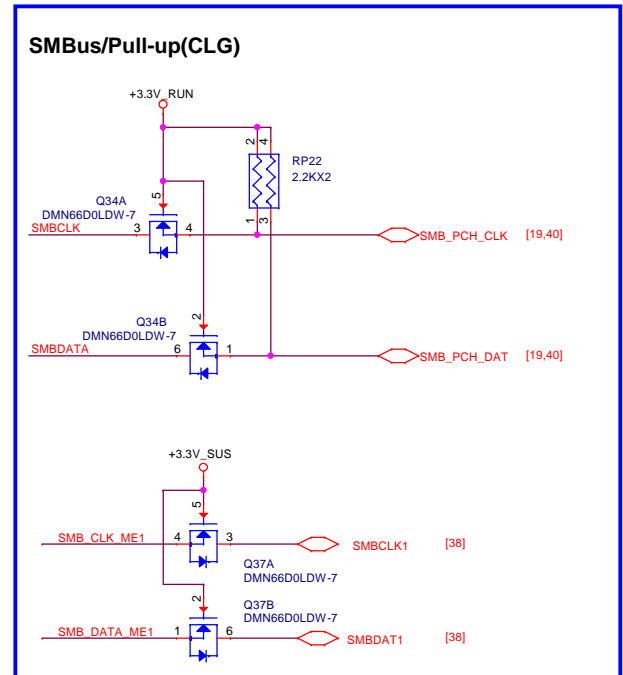 SMBus/Pull-up(CLG)
+3.3V_RUN
2 4
RP22
2.2KX2
1 3
Q34A
DMN66D0LDW-7
5
SMBCLK 3 4 SMB_PCH_CLK [19,40]
Q34B
DMN66D0LDW-7
2
SMBDATA 6 1 SMB_PCH_DAT [19,40]
+3.3V_SUS
5
SMB_CLK_ME1 4 3 SMBCLK1 [38]
Q37A
DMN66D0LDW-7
2
Q37B
DMN66D0LDW-7
SMB_DATA_ME1 1 6 SMBDAT1 [38]